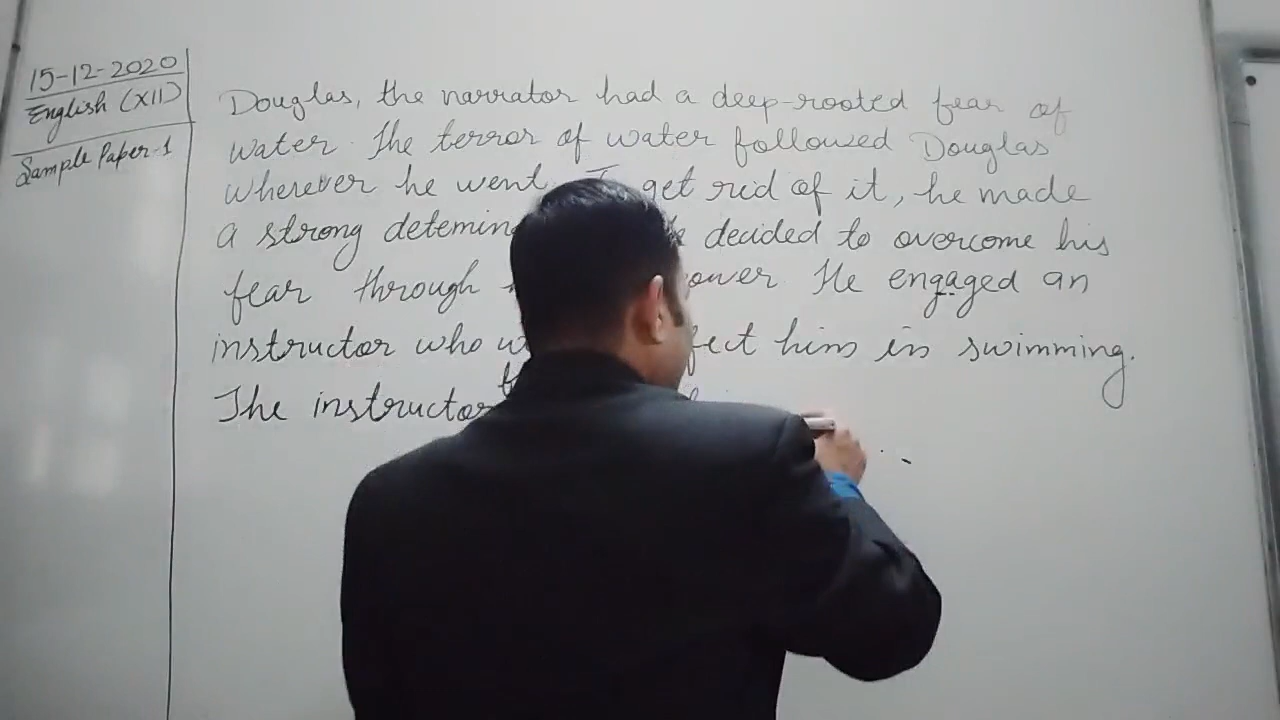 15-12-2020
English (XII)
Sample Paper-1
Douglas, the narrator had a deep-rooted fear of
water. The terror of water followed Douglas
wherever he went. To get rid of it, he made
a strong detemin decided to overcome his
fear through ower. He engaged an
instructor who w fect him in swimming.
The instructor